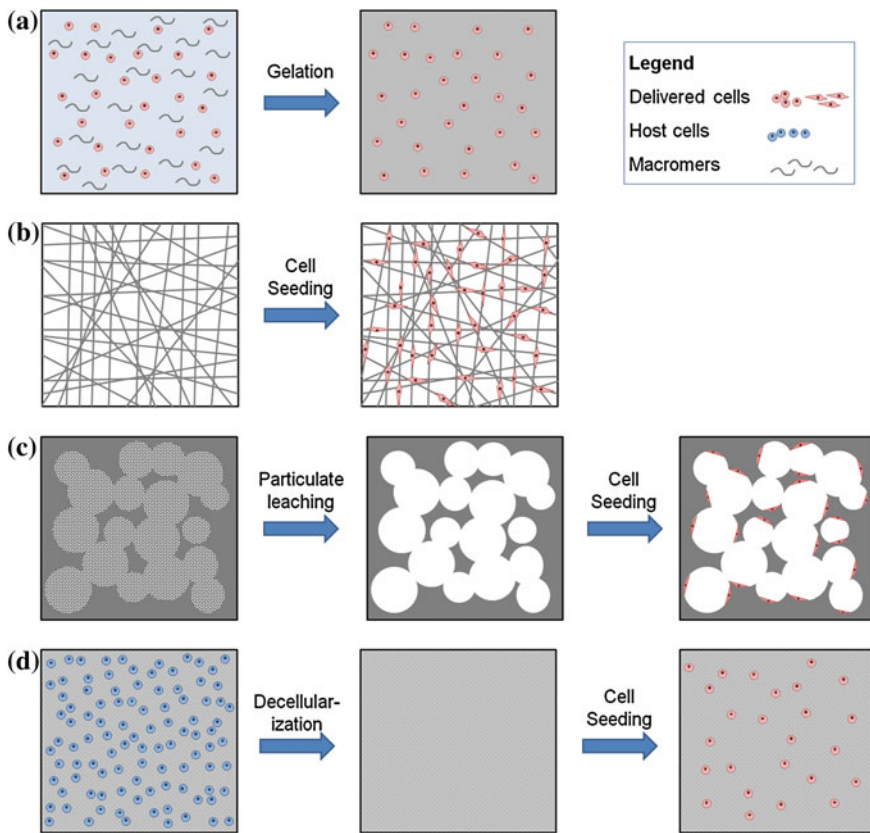 (a)
Gelation
Legend
Delivered cells
Host cells
Macromers
(b)
Cell
Seeding
(c)
Particulate
leaching
Cell
Seeding
(d)
Decellular-
ization
Cell
Seeding